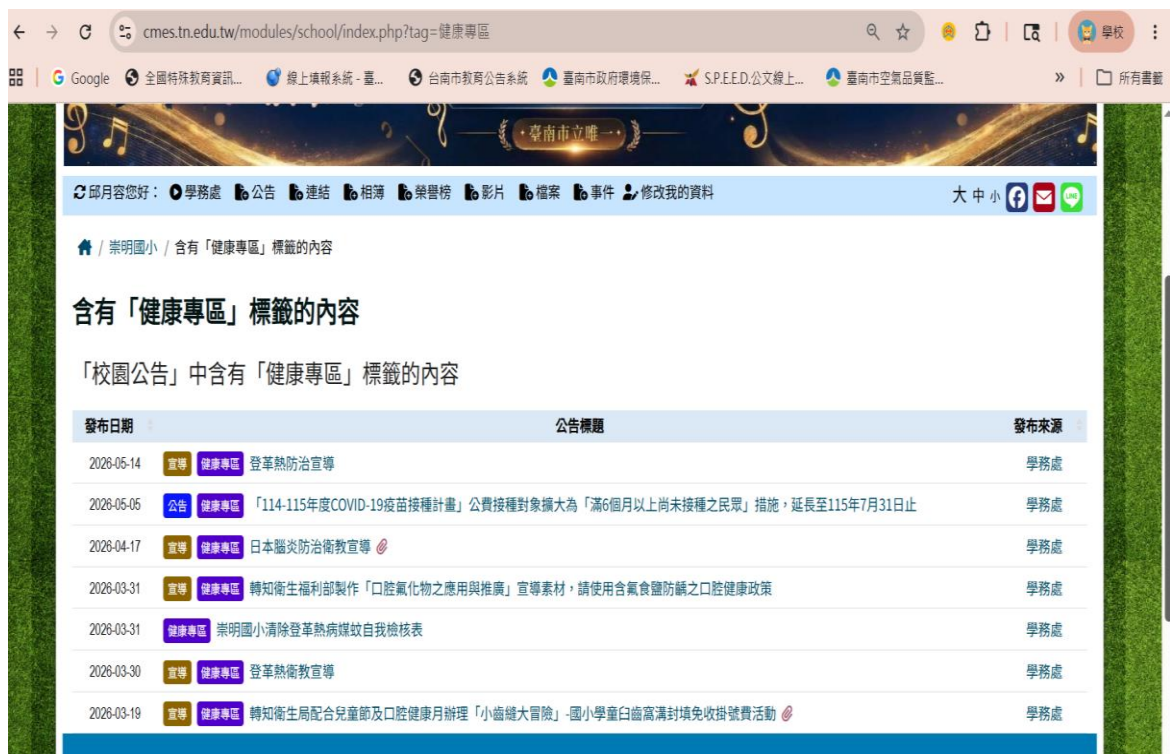 cmes.tn.edu.tw/modules/school/index.php?tag=健康專區
學校
Google 全國特殊教育資訊... 線上填報系統 - 臺... 台南市教育公告系統 臺南市政府環境保... S.P.E.E.D.公文線上... 臺南市空氣品質監... » 所有書籤
•臺南市立唯一•
邱月容您好： 學務處 公告 連結 相簿 榮譽榜 影片 檔案 事件 修改我的資料 大 中 小 LINE
/ 崇明國小 / 含有「健康專區」標籤的內容
含有「健康專區」標籤的內容
「校園公告」中含有「健康專區」標籤的內容
發布日期 公告標題 發布來源
2026-05-14 宣導 健康專區 登革熱防治宣導 學務處
2026-05-05 公告 健康專區 「114-115年度COVID-19疫苗接種計畫」公費接種對象擴大為「滿6個月以上尚未接種之民眾」措施，延長至115年7月31日止 學務處
2026-04-17 宣導 健康專區 日本腦炎防治衛教宣導 學務處
2026-03-31 宣導 健康專區 轉知衛生福利部製作「口腔氟化物之應用與推廣」宣導素材，請使用含氟食鹽防齲之口腔健康政策 學務處
2026-03-31 健康專區 崇明國小清除登革熱病媒蚊自我檢核表 學務處
2026-03-30 宣導 健康專區 登革熱衛教宣導 學務處
2026-03-19 宣導 健康專區 轉知衛生局配合兒童節及口腔健康月辦理「小齒縫大冒險」-國小學童臼齒窩溝封填免收掛號費活動 學務處